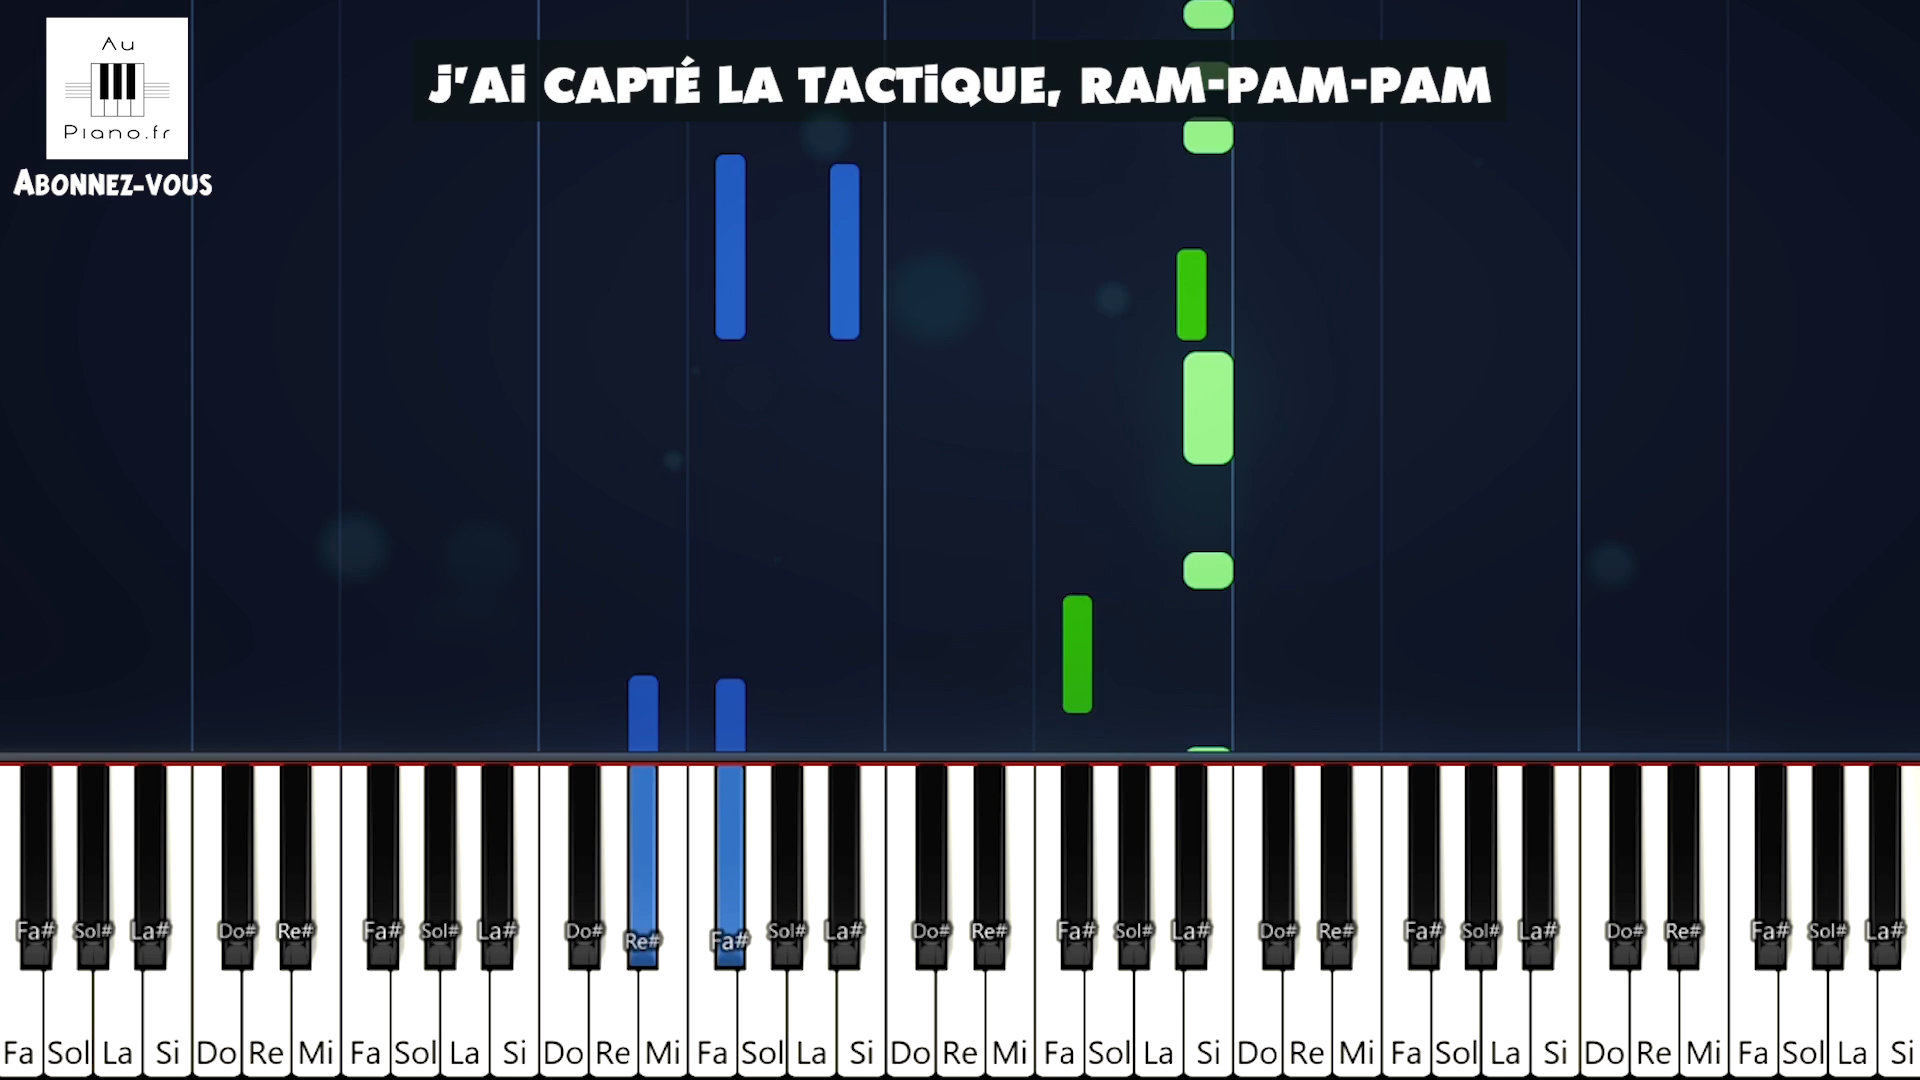 Au
Piano.fr
ABONNEZ-VOUS
J'AI CAPTÉ LA TACTIQUE, RAM-PAM-PAM
Fa# Sol# La# Do# Re# Fa# Sol# La# Do# Re# Fa# Sol# La# Do# Re# Fa# Sol# La# Do# Re# Fa# Sol# La# Do# Re# Fa# Sol# La#
Fa Sol La Si Do Re Mi Fa Sol La Si Do Re Mi Fa Sol La Si Do Re Mi Fa Sol La Si Do Re Mi Fa Sol La Si Do Re Mi Fa Sol La Si